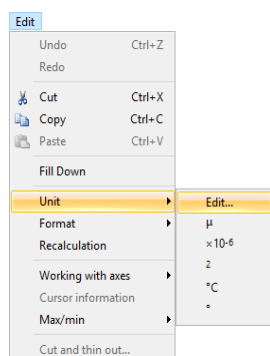 Edit
Undo Ctrl+Z
Redo
Cut Ctrl+X
Copy Ctrl+C
Paste Ctrl+V
Fill Down
Unit
Format
Recalculation
Working with axes
Cursor information
Max/min
Cut and thin out...
Edit...
μ
×10-6
2
°C
°